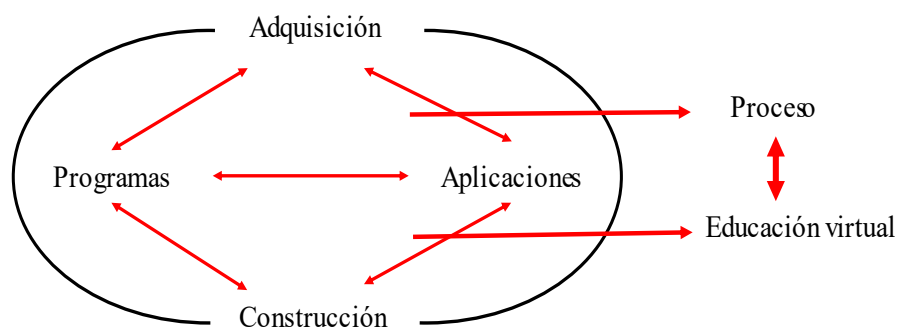 Adquisición
Proceso
Programas
Aplicaciones
Educación virtual
Construcción